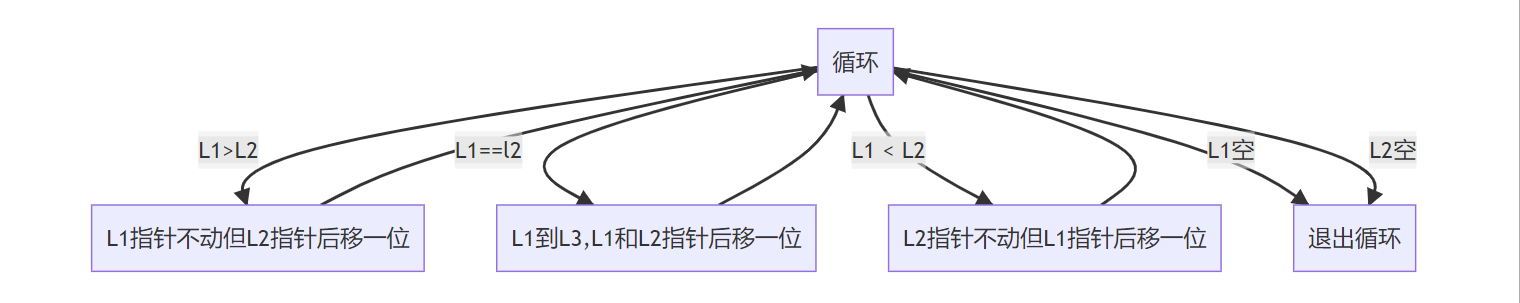 循环
L1>L2
L1==l2
L1 < L2
L1空
L2空
L1指针不动但L2指针后移一位
L1到L3,L1和L2指针后移一位
L2指针不动但L1指针后移一位
退出循环